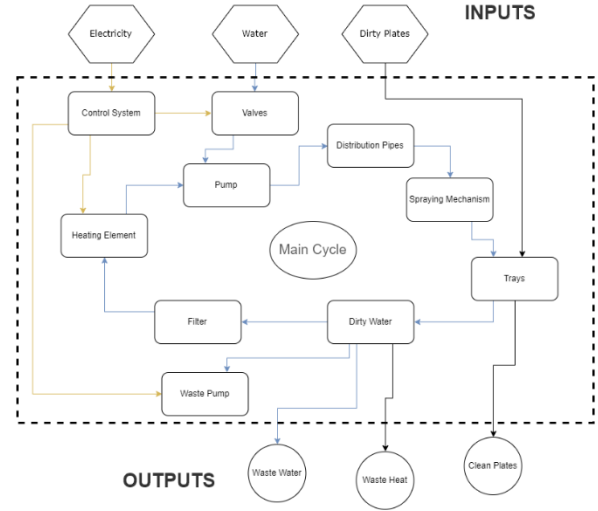 INPUTS
Electricity
Water
Dirty Plates
Control System
Valves
Distribution Pipes
Pump
Spraying Mechanism
Heating Element
Main Cycle
Trays
Filter
Dirty Water
Waste Pump
OUTPUTS
Waste Water
Waste Heat
Clean Plates